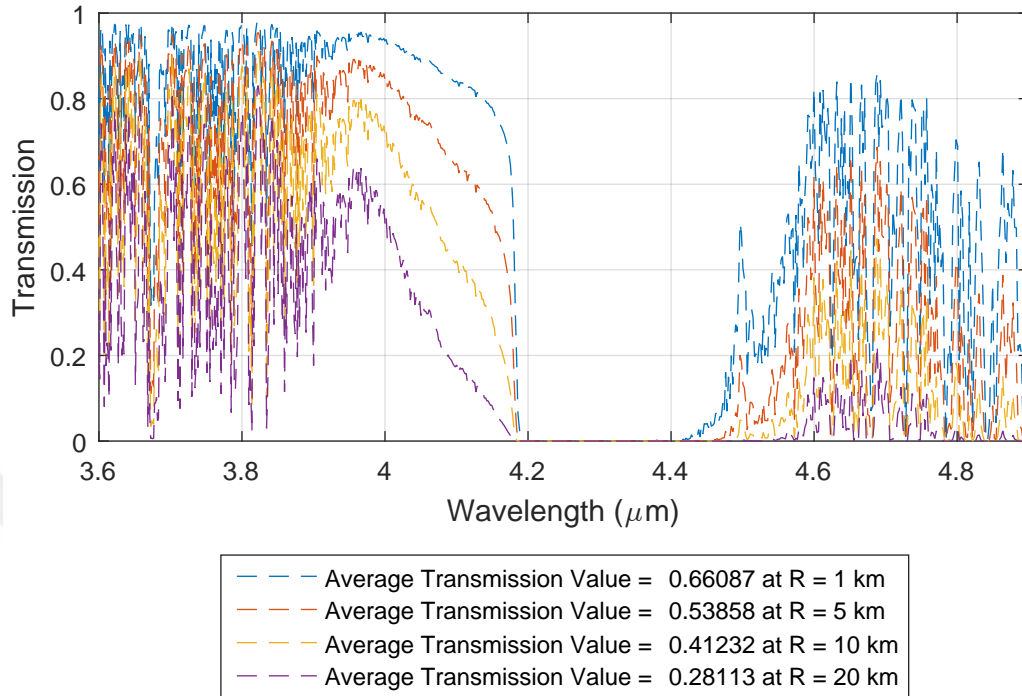 1
0.8
0.6
0.4
0.2
0
Transmission
3.6 3.8 4 4.2 4.4 4.6 4.8
Wavelength (μm)
Average Transmission Value = 0.66087 at R = 1 km
Average Transmission Value = 0.53858 at R = 5 km
Average Transmission Value = 0.41232 at R = 10 km
Average Transmission Value = 0.28113 at R = 20 km